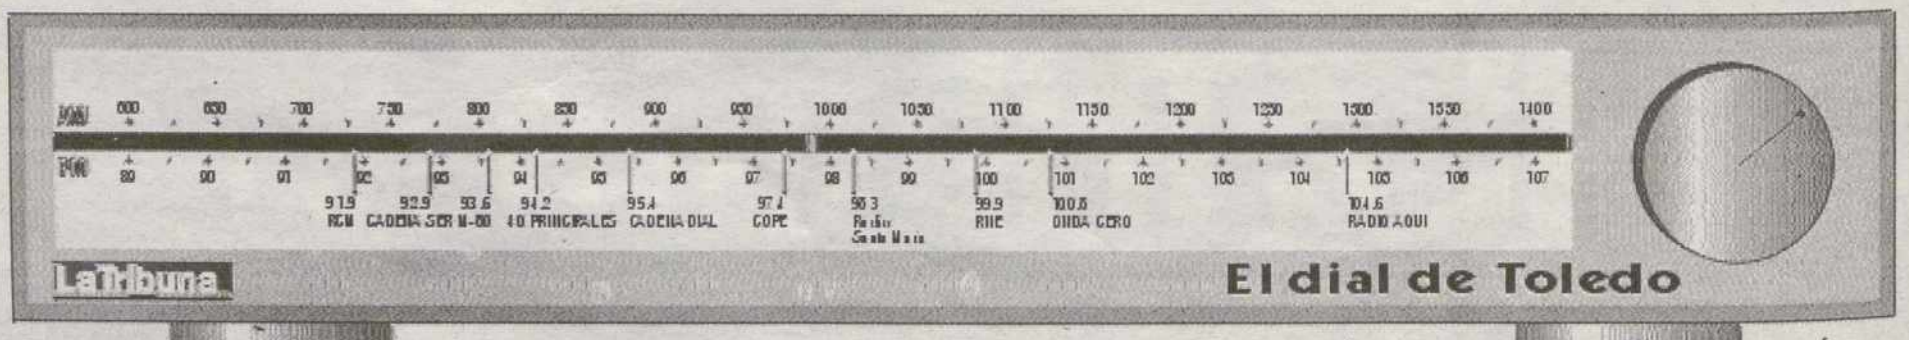 600 650 700 750 800 850 900 950 1000 1050 1100 1150 1200 1250 1300 1350 1400
89 90 91 92 93 94 95 96 97 98 99 100 101 102 103 104 105 106 107
91.9 92.9 93.6 94.2 95.4 97.4 98.3 99.9 100.8 104.6
RCM CADENA SER M-80 40 PRINCIPALES CADENA DIAL COPE Radio RNE ONDA CERO RADIO AQUI
Santa Maria
LaTribuna
El dial de Toledo